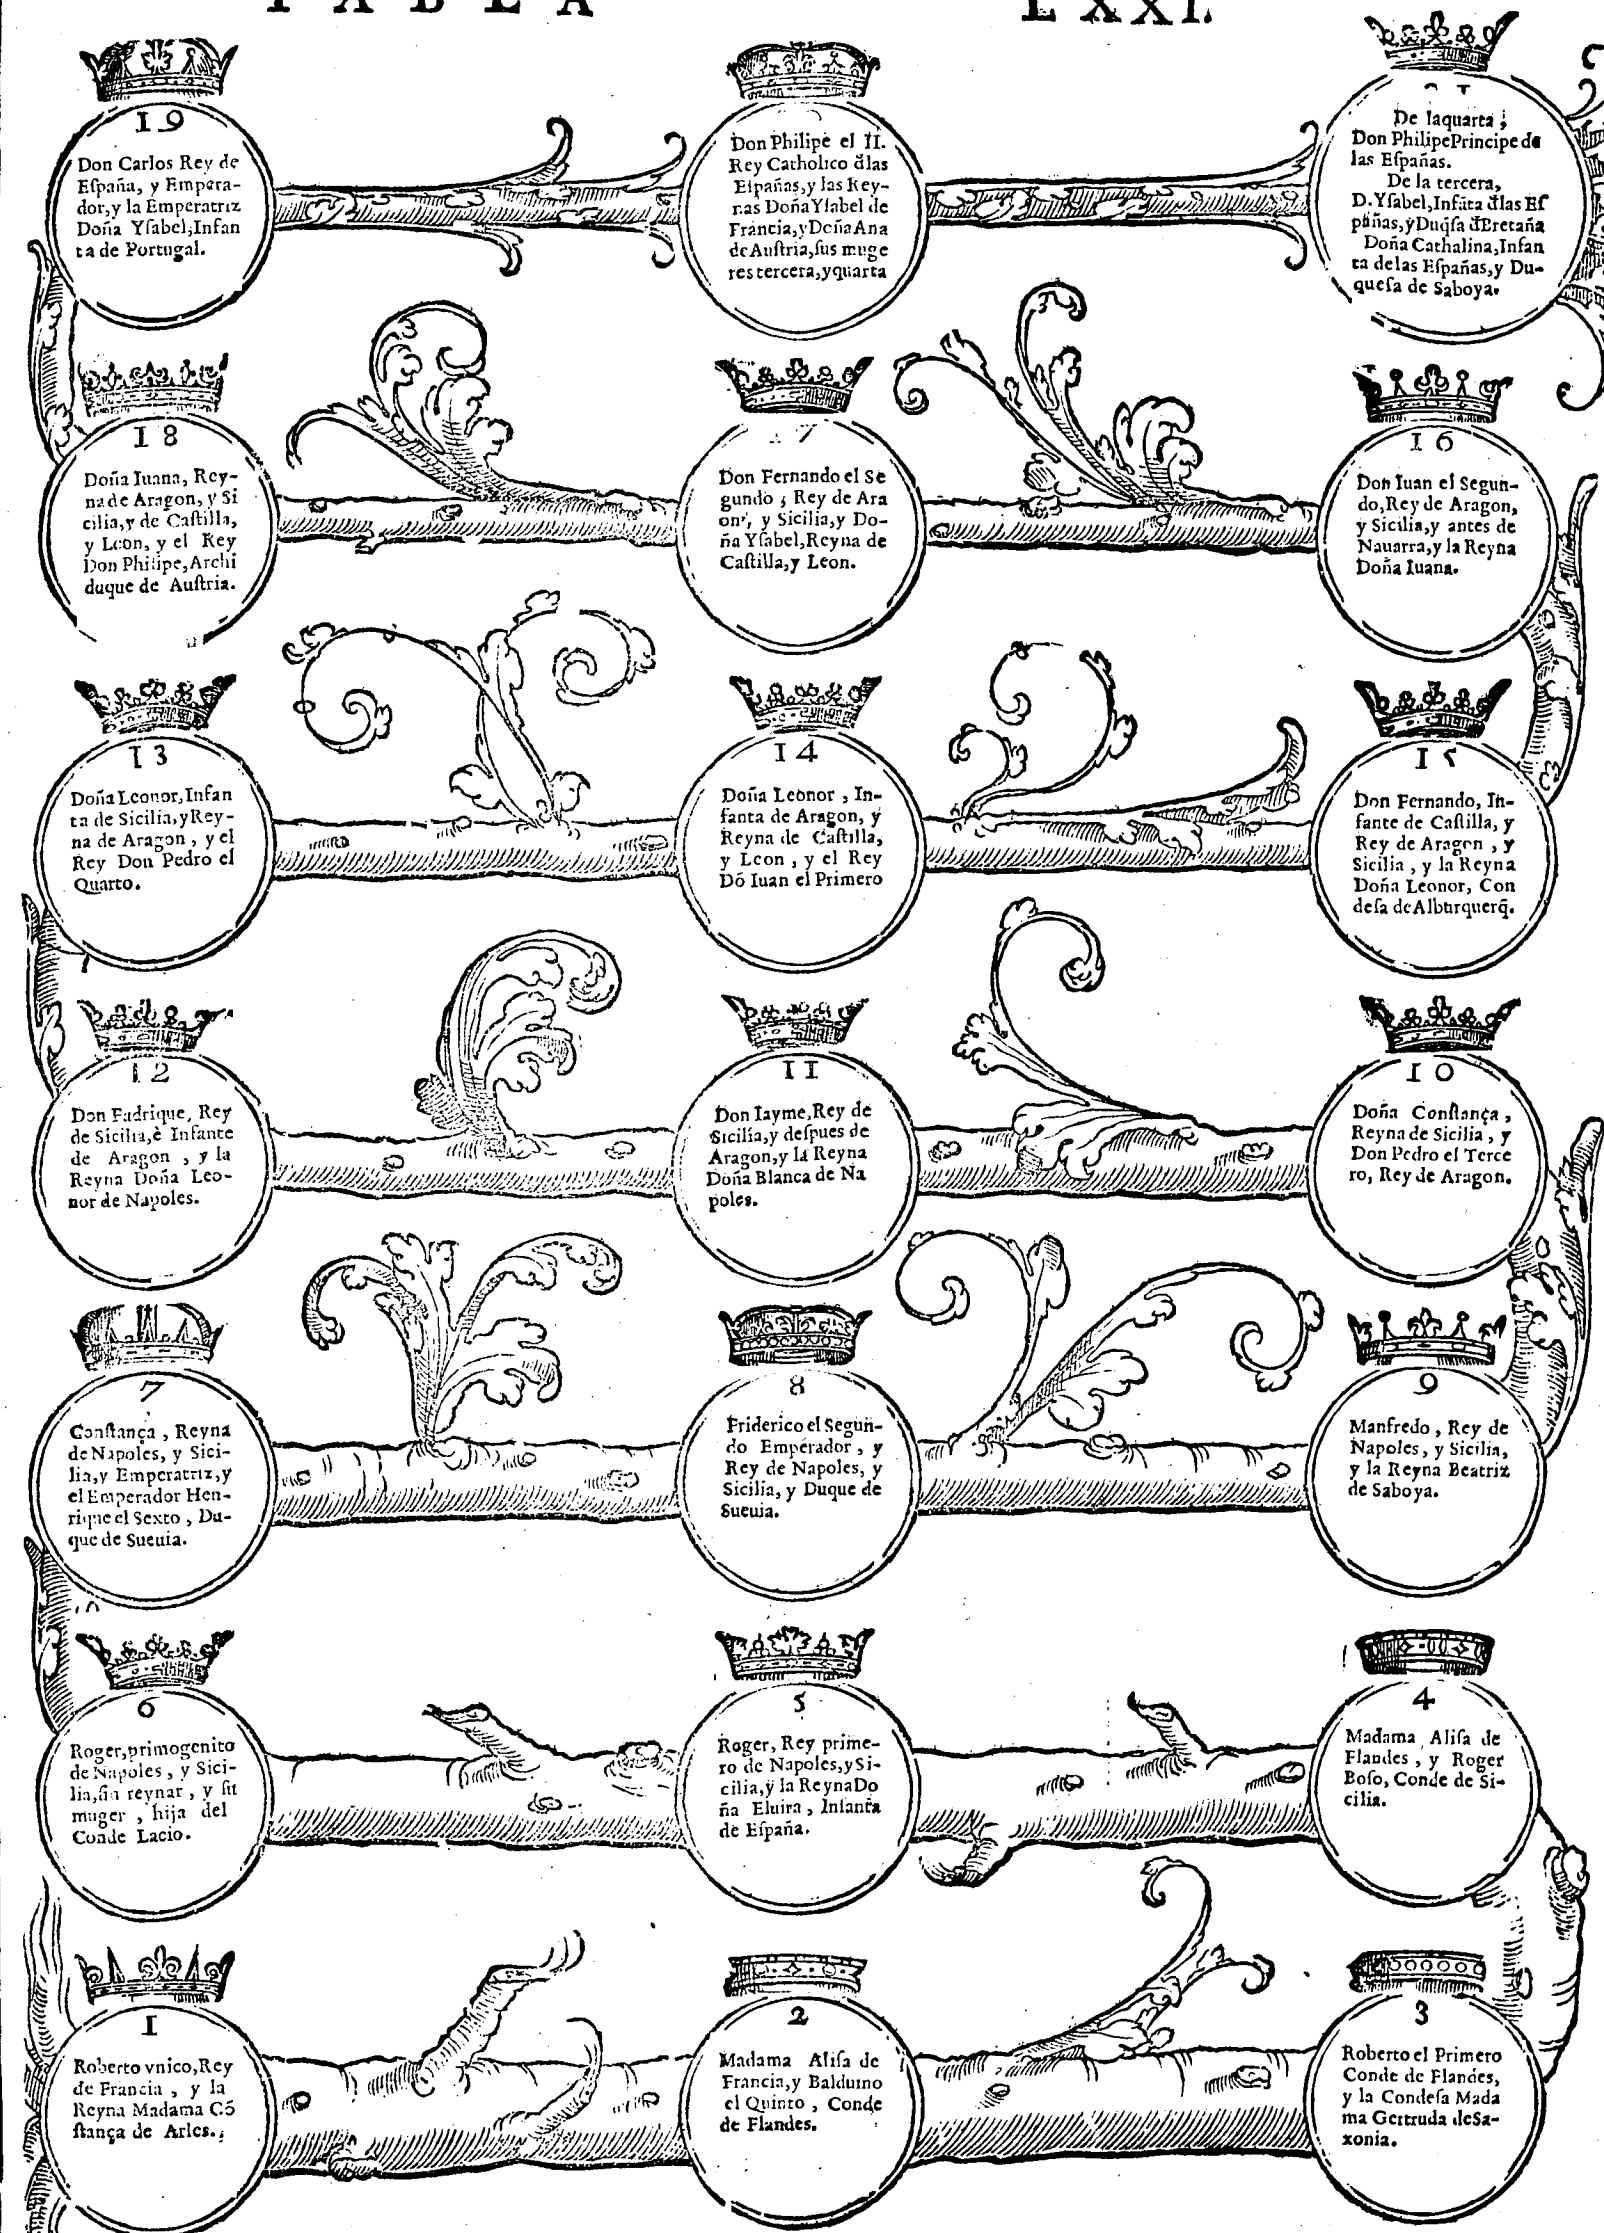 TABLA LXXI.
19
Don Carlos Rey de
Eſpaña, y Empera-
dor, y la Emperatriz
Doña Yſabel, Infan
ta de Portugal.
Don Philipe el II.
Rey Catholico d̃las
Eſpañas, y las Rey-
nas Doña Yſabel de
Francia, y Doña Ana
de Auſtria, ſus muge
res tercera, y quarta
De la quarta,
Don Philipe Principe de
las Eſpañas.
De la tercera,
D. Yſabel, Infãta d̃las Eſ
pañas, y Duq̃ſa d̃ Bretaña
Doña Cathalina, Infan
ta de las Eſpañas, y Du-
queſa de Saboya.
18
Doña Iuana, Rey-
na de Aragon, y Si
cilia, y de Caſtilla,
y Leon, y el Rey
Don Philipe, Archi
duque de Auſtria.
17
Don Fernando el Se
gundo, Rey de Ara
on, y Sicilia, y Do-
ña Yſabel, Reyna de
Caſtilla, y Leon.
16
Don Iuan el Segun-
do, Rey de Aragon,
y Sicilia, y antes de
Nauarra, y la Reyna
Doña Iuana.
13
Doña Leonor, Infan
ta de Sicilia, y Rey-
na de Aragon, y el
Rey Don Pedro el
Quarto.
14
Doña Leonor, In-
fanta de Aragon, y
Reyna de Caſtilla,
y Leon, y el Rey
Dõ Iuan el Primero
15
Don Fernando, In-
fante de Caſtilla, y
Rey de Aragon, y
Sicilia, y la Reyna
Doña Leonor, Con
deſa de Alburquerq̃.
12
Don Fadrique, Rey
de Sicilia, è Infante
de Aragon, y la
Reyna Doña Leo-
nor de Napoles.
11
Don Iayme, Rey de
Sicilia, y deſpues de
Aragon, y la Reyna
Doña Blanca de Na
poles.
10
Doña Conſtança,
Reyna de Sicilia, y
Don Pedro el Terce
ro, Rey de Aragon.
7
Conſtança, Reyna
de Napoles, y Sici-
lia, y Emperatriz, y
el Emperador Hen-
rique el Sexto, Du-
que de Sueuia.
8
Friderico el Segun-
do Emperador, y
Rey de Napoles, y
Sicilia, y Duque de
Sueuia.
9
Manfredo, Rey de
Napoles, y Sicilia,
y la Reyna Beatriz
de Saboya.
6
Roger, primogenito
de Napoles, y Sici-
lia, ſin reynar, y ſu
muger, hija del
Conde Lacio.
5
Roger, Rey prime-
ro de Napoles, y Si-
cilia, y la Reyna Do
ña Eluira, Infanta
de Eſpaña.
4
Madama Aliſa de
Flandes, y Roger
Boſo, Conde de Si-
cilia.
1
Roberto vnico, Rey
de Francia, y la
Reyna Madama Cõ
ſtança de Arles.
2
Madama Aliſa de
Francia, y Balduino
el Quinto, Conde
de Flandes.
3
Roberto el Primero
Conde de Flandes,
y la Condeſa Mada
ma Gertruda de Sa-
xonia.